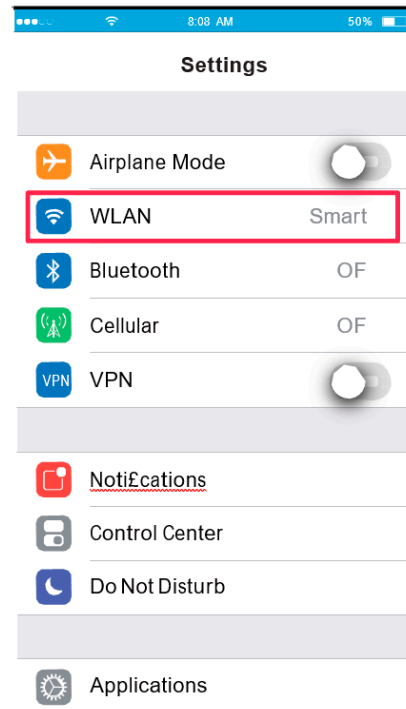 8:08 AM 50%
Settings
Airplane Mode
WLAN Smart
Bluetooth OF
Cellular OF
VPN VPN
Noti£cations
Control Center
Do Not Disturb
Applications